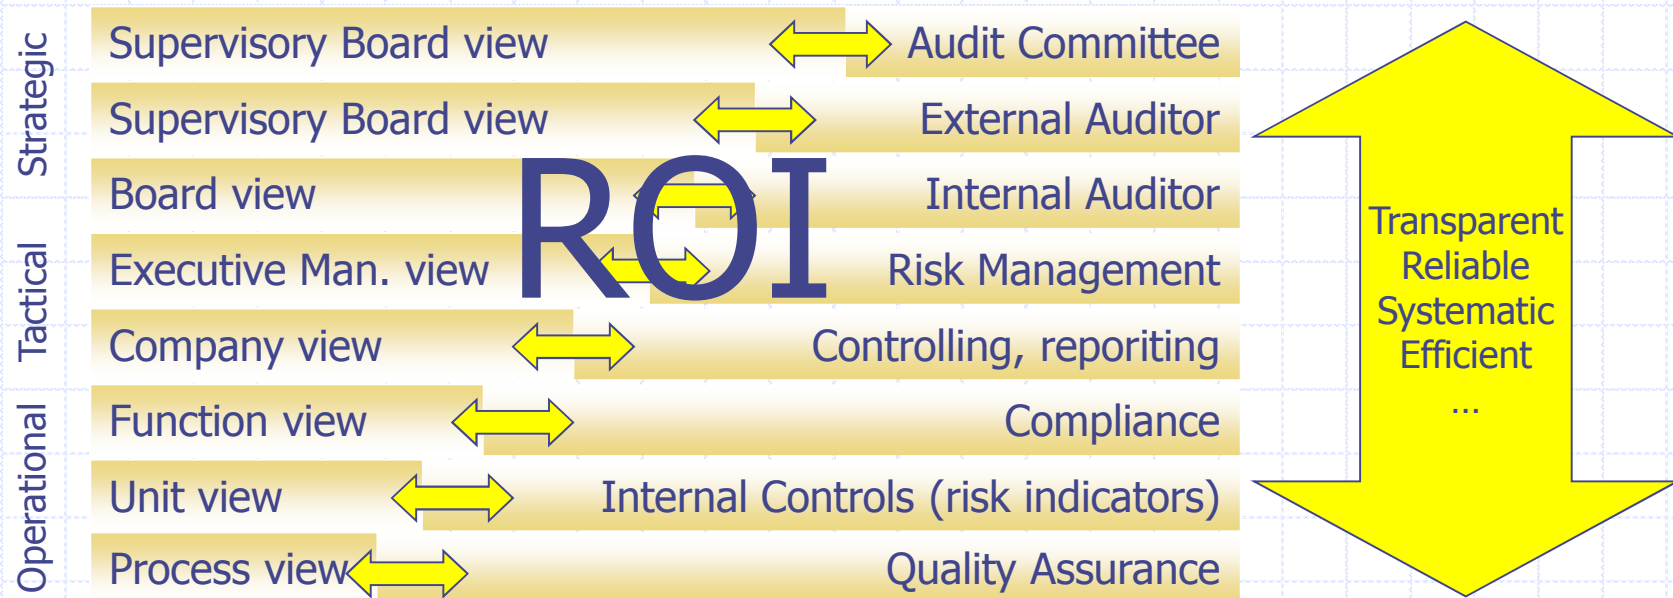 Strategic
Supervisory Board view Audit Committee
Supervisory Board view External Auditor
Board view Internal Auditor
ROI
Tactical
Executive Man. view Risk Management
Company view Controlling, reporiting
Operational
Function view Compliance
Unit view Internal Controls (risk indicators)
Process view Quality Assurance
Transparent
Reliable
Systematic
Efficient
...